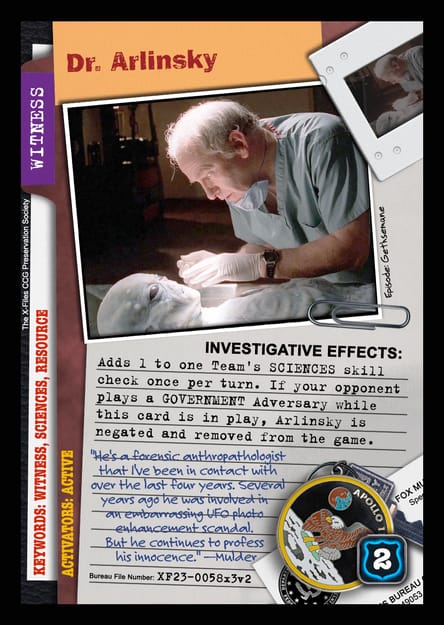 Dr. Arlinsky
WITNESS
The X-Files CCG Preservation Society
KEYWORDS: WITNESS, SCIENCES, RESOURCE
ACTIVATORS: ACTIVE
Episode: Gethsemane
INVESTIGATIVE EFFECTS:
Adds 1 to one Team's SCIENCES skill
check once per turn. If your opponent
plays a GOVERNMENT Adversary while
this card is in play, Arlinsky is
negated and removed from the game.
"He's a forensic anthropathologist
that I've been in contact with
over the last four years. Several
years ago he was involved in
an embarrassing UFO photo
enhancement scandal.
But he continues to profess
his innocence." —Mulder
Bureau File Number: XF23-0058x3v2
APOLLO
FOX MU
Spe
2
BUREAU